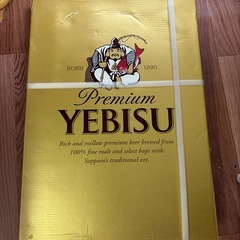 BORN 1890
Premium
YEBISU
Rich and mellow premium beer brewed from
100% fine malt and select hops with
Sapporo's traditional art.